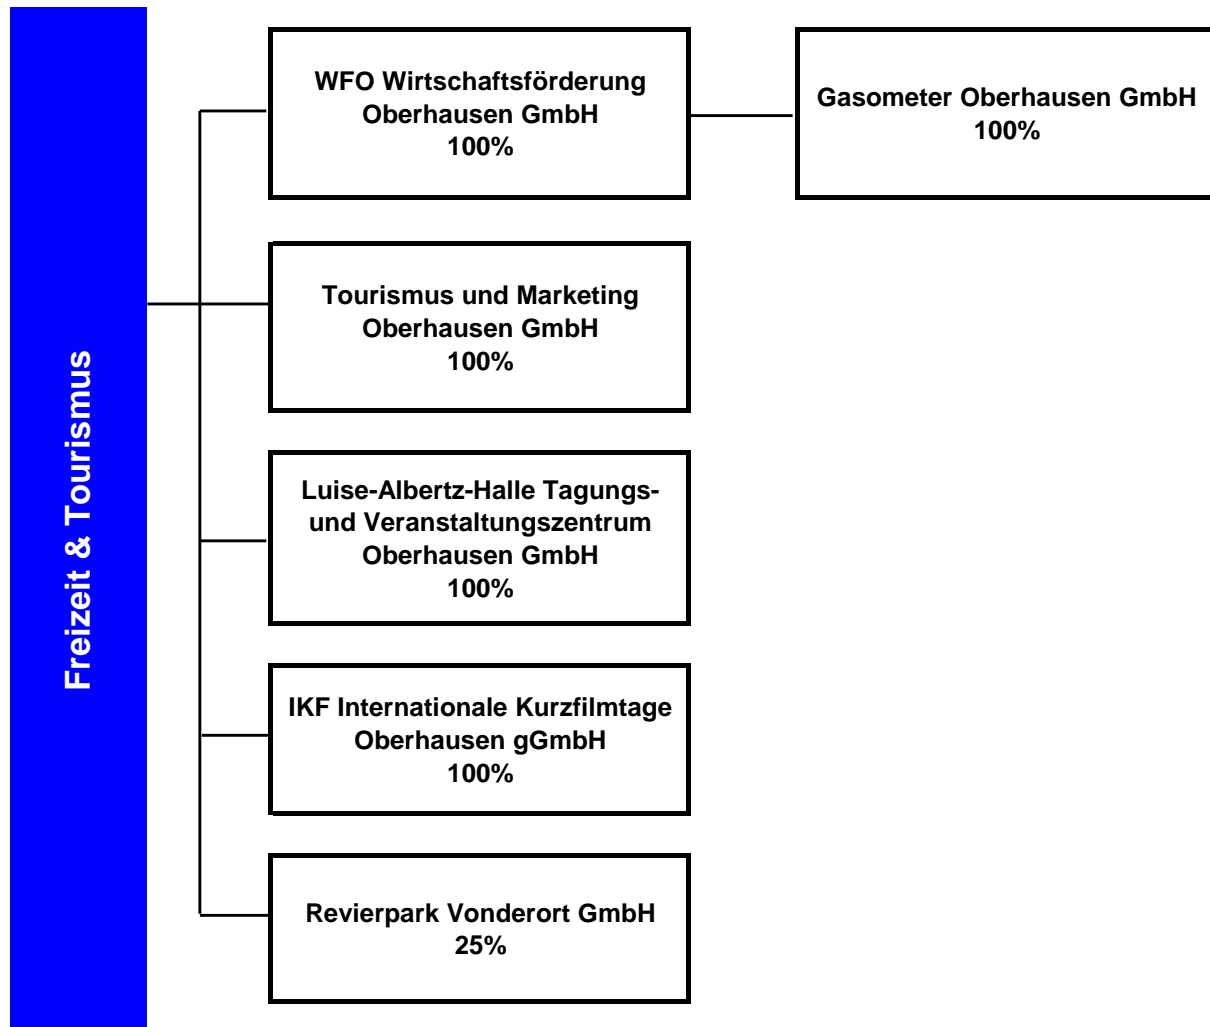 Freizeit & Tourismus
WFO Wirtschaftsförderung
Oberhausen GmbH
100%
Gasometer Oberhausen GmbH
100%
Tourismus und Marketing
Oberhausen GmbH
100%
Luise-Albertz-Halle Tagungs-
und Veranstaltungszentrum
Oberhausen GmbH
100%
IKF Internationale Kurzfilmtage
Oberhausen gGmbH
100%
Revierpark Vonderort GmbH
25%